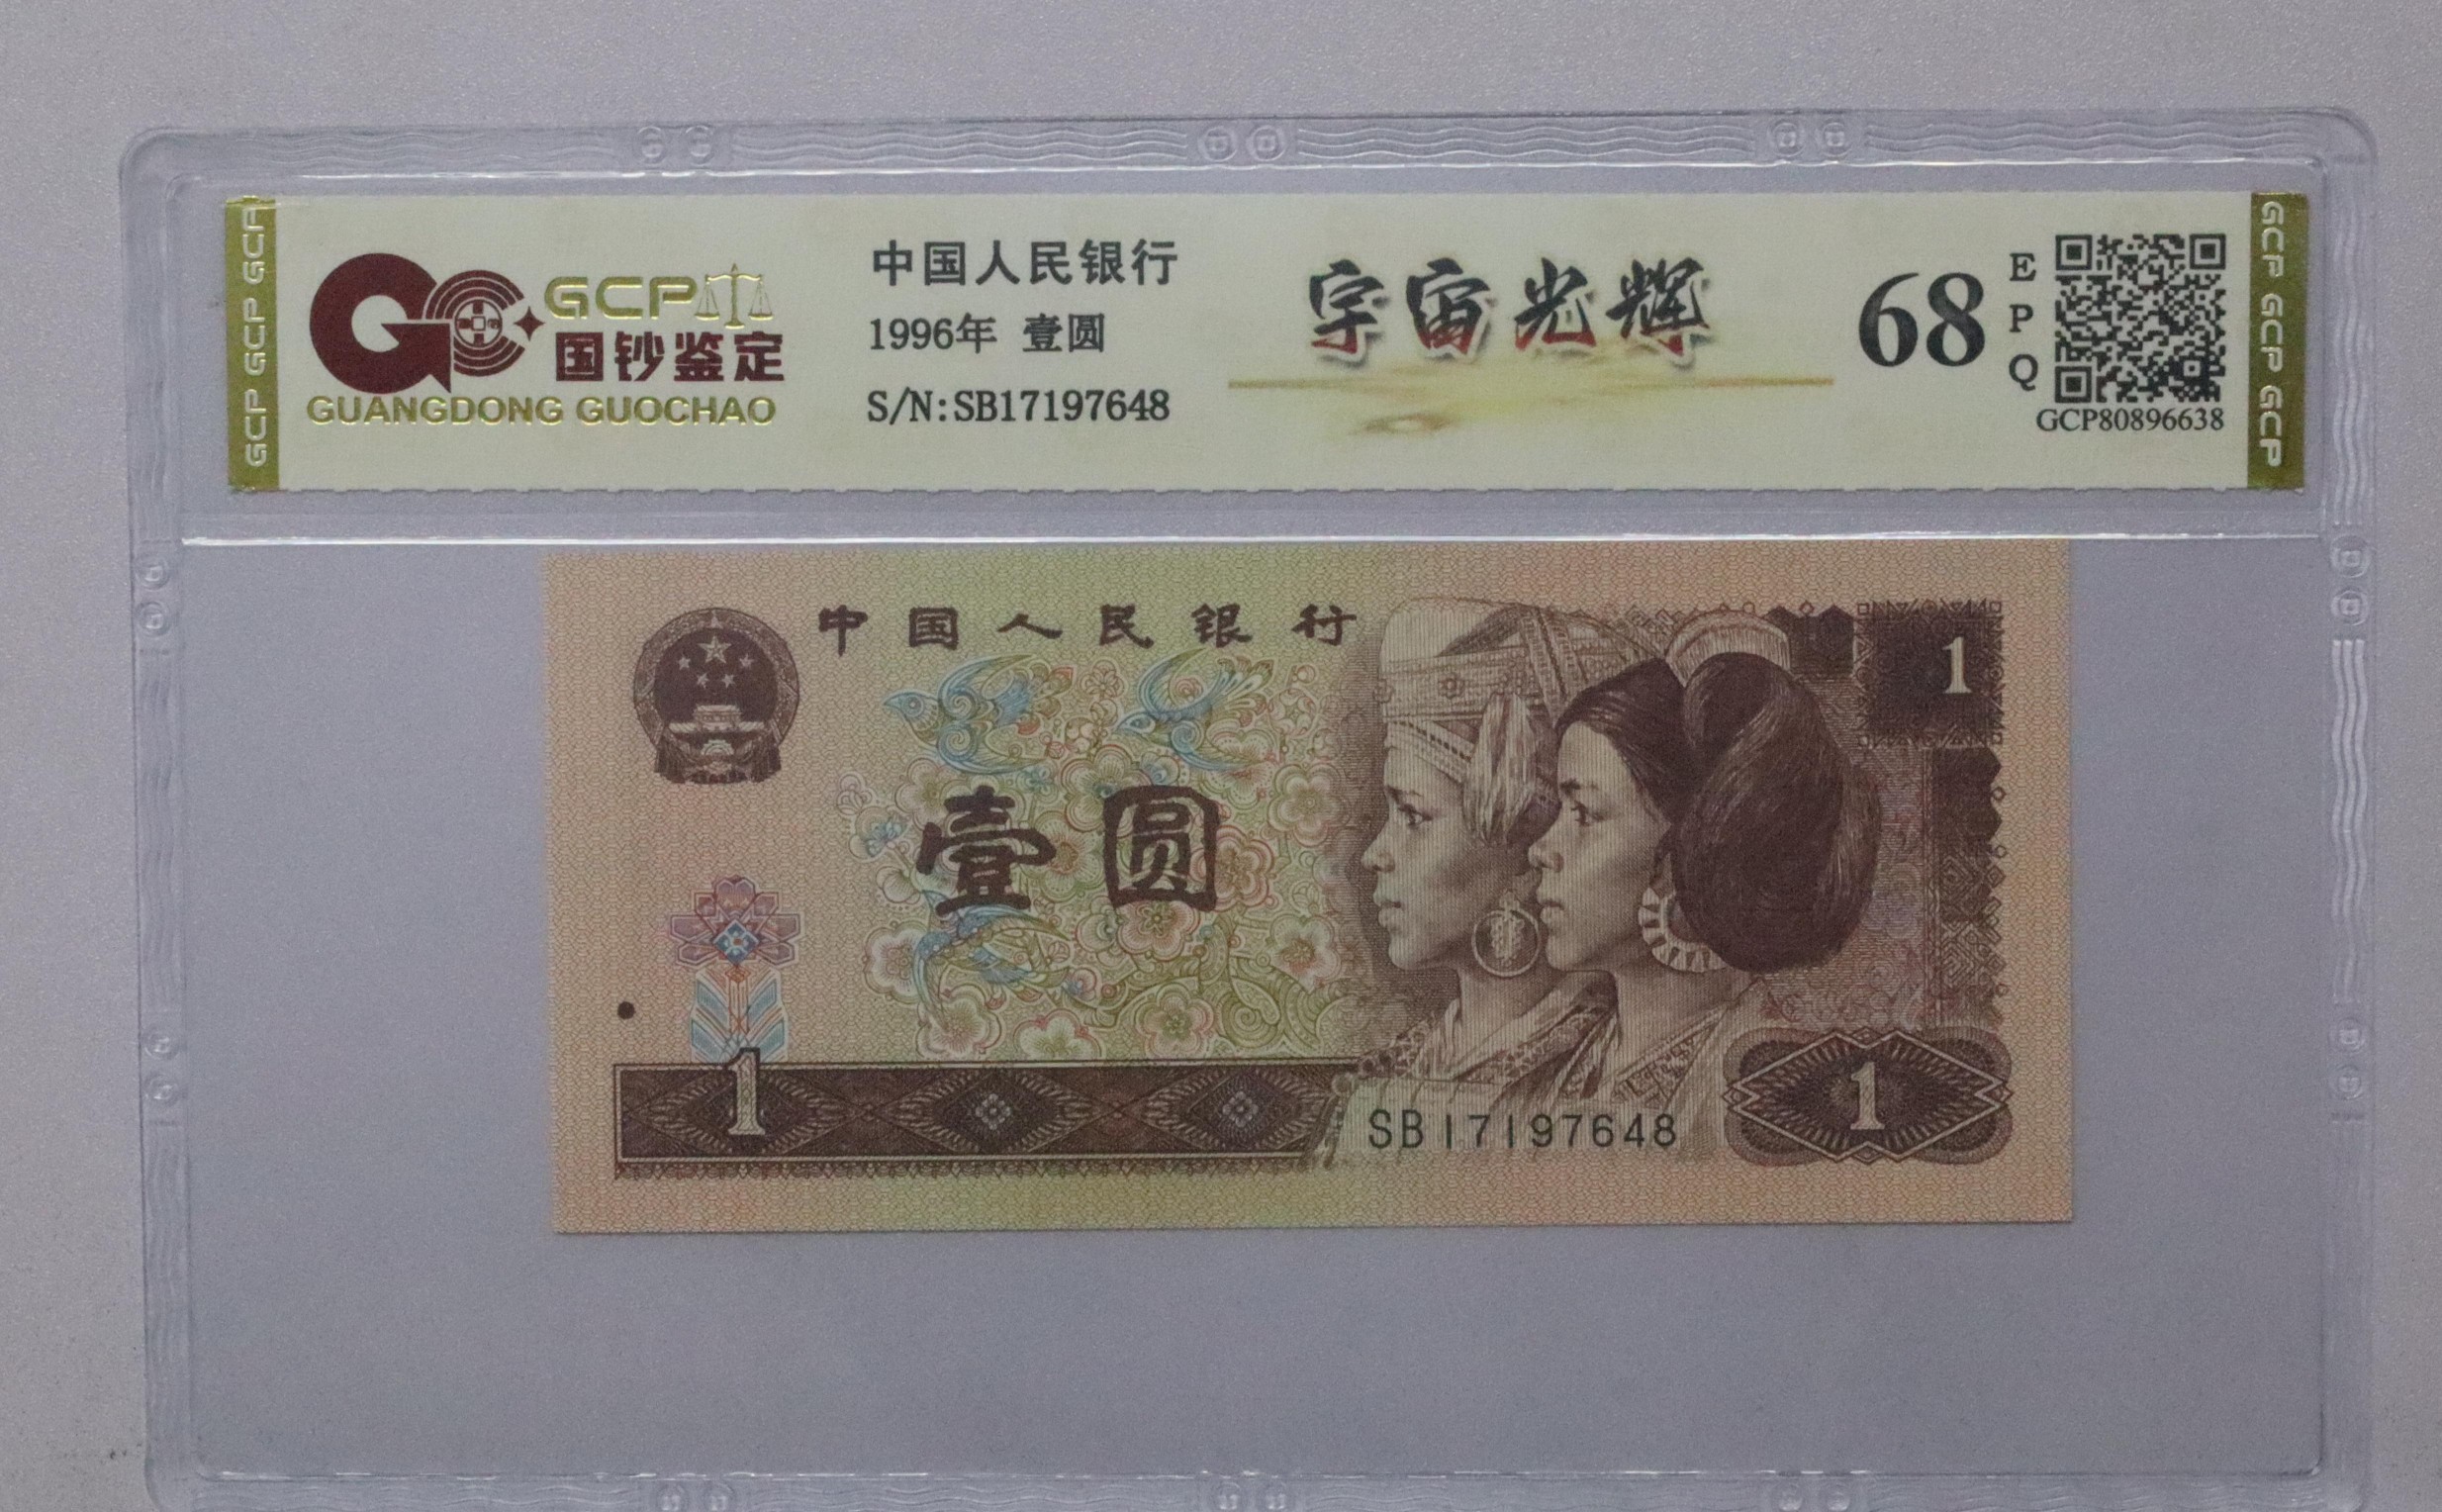 GCP GCP GCP
GCP
国钞鉴定
GUANGDONG GUOCHAO
中国人民银行
1996年 壹圆
S/N:SB17197648
宇宙光辉
68
E
P
Q
GCP80896638
GCP GCP GCP
中国人民银行
1
壹圆
1
1
SB17197648